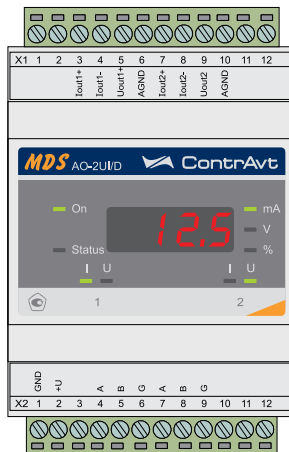 X1 1 2 3 4 5 6 7 8 9 10 11 12
Iout1+ Iout1- Uout1+ AGND Iout2+ Iout2- Uout2 AGND
MDS AO-2UI/D ContrAvt
On 12.5 mA
V
Status %
I U I U
1 2
GND +U A B G A B G
X2 1 2 3 4 5 6 7 8 9 10 11 12